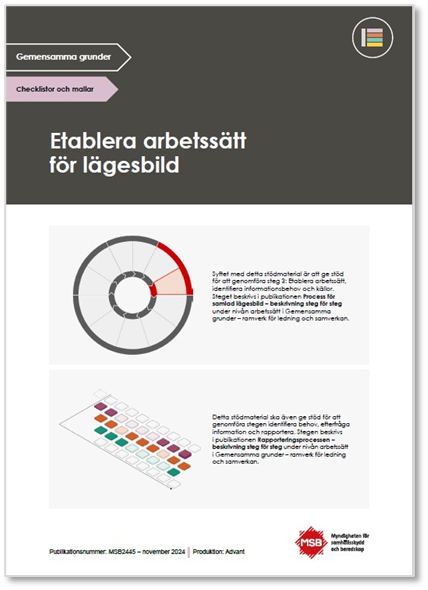 Gemensamma grunder
Checklistor och mallar
Etablera arbetssätt
för lägesbild
Syftet med detta stödmaterial är att ge stöd
för att genomföra steg 3: Etablera arbetssätt,
identifiera informationsbehov och källor.
Steget beskrivs i publikationen Process för
samlad lägesbild – beskrivning steg för steg
under nivån arbetssätt i Gemensamma
grunder – ramverk för ledning och samverkan.
Detta stödmaterial ska även ge stöd för att
genomföra stegen identifiera behov, efterfråga
information och rapportera. Stegen beskrivs
i publikationen Rapporteringsprocessen –
beskrivning steg för steg under nivån arbetssätt
i Gemensamma grunder – ramverk för ledning
och samverkan.
MSB
Myndigheten för
samhällsskydd
och beredskap
Publikationsnummer: MSB2445 – november 2024 | Produktion: Advant